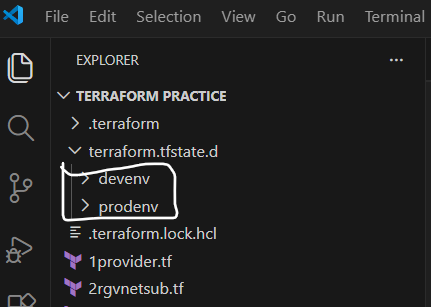 File Edit Selection View Go Run Terminal
EXPLORER ...
TERRAFORM PRACTICE
.terraform
terraform.tfstate.d
devenv
prodenv
.terraform.lock.hcl
1provider.tf
2rgvnetsub.tf